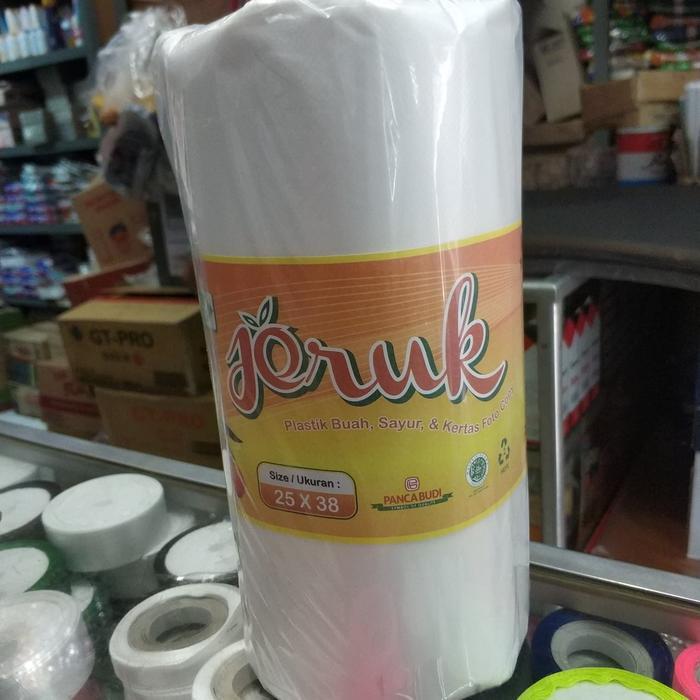 jeruk
Plastik Buah, Sayur, & Kertas Foto Copy
Size / Ukuran :
25 X 38
PANCA BUDI
GT-PRO